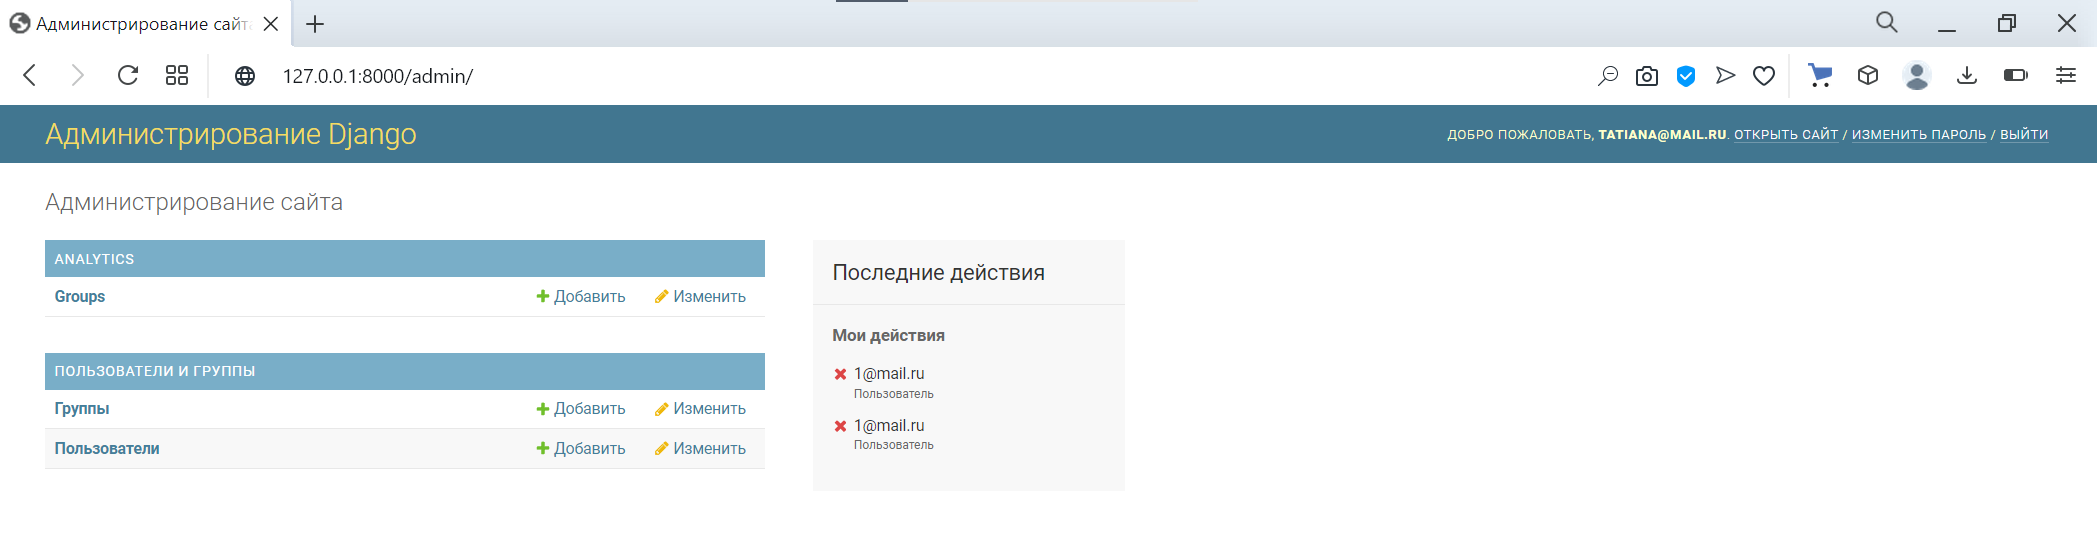 Администрирование сайта
127.0.0.1:8000/admin/
Администрирование Django
ДОБРО ПОЖАЛОВАТЬ, TATIANA@MAIL.RU. ОТКРЫТЬ САЙТ / ИЗМЕНИТЬ ПАРОЛЬ / ВЫЙТИ
Администрирование сайта
ANALYTICS
Groups Добавить Изменить
ПОЛЬЗОВАТЕЛИ И ГРУППЫ
Группы Добавить Изменить
Пользователи Добавить Изменить
Последние действия
Мои действия
1@mail.ru
Пользователь
1@mail.ru
Пользователь